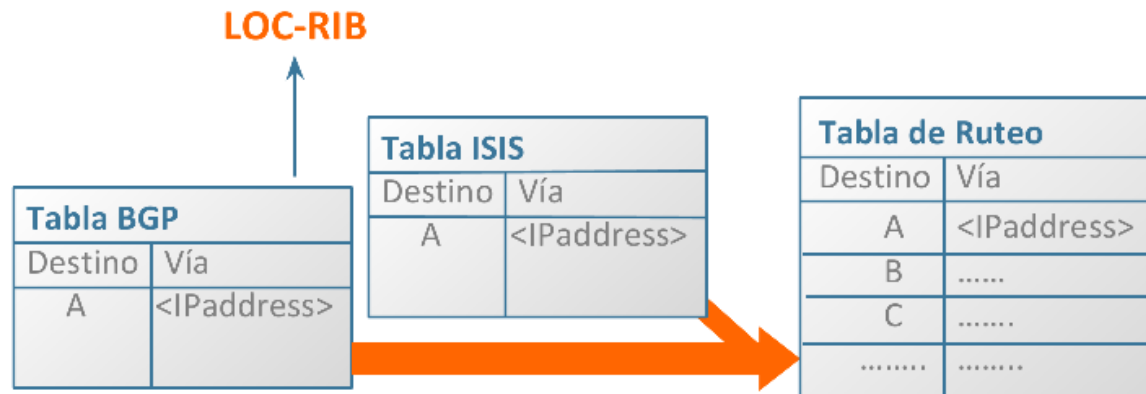 LOC-RIB
Tabla BGP
Destino Vía
A <IPaddress>
Tabla ISIS
Destino Vía
A <IPaddress>
Tabla de Ruteo
Destino Vía
A <IPaddress>
B ......
C .......
........ ........